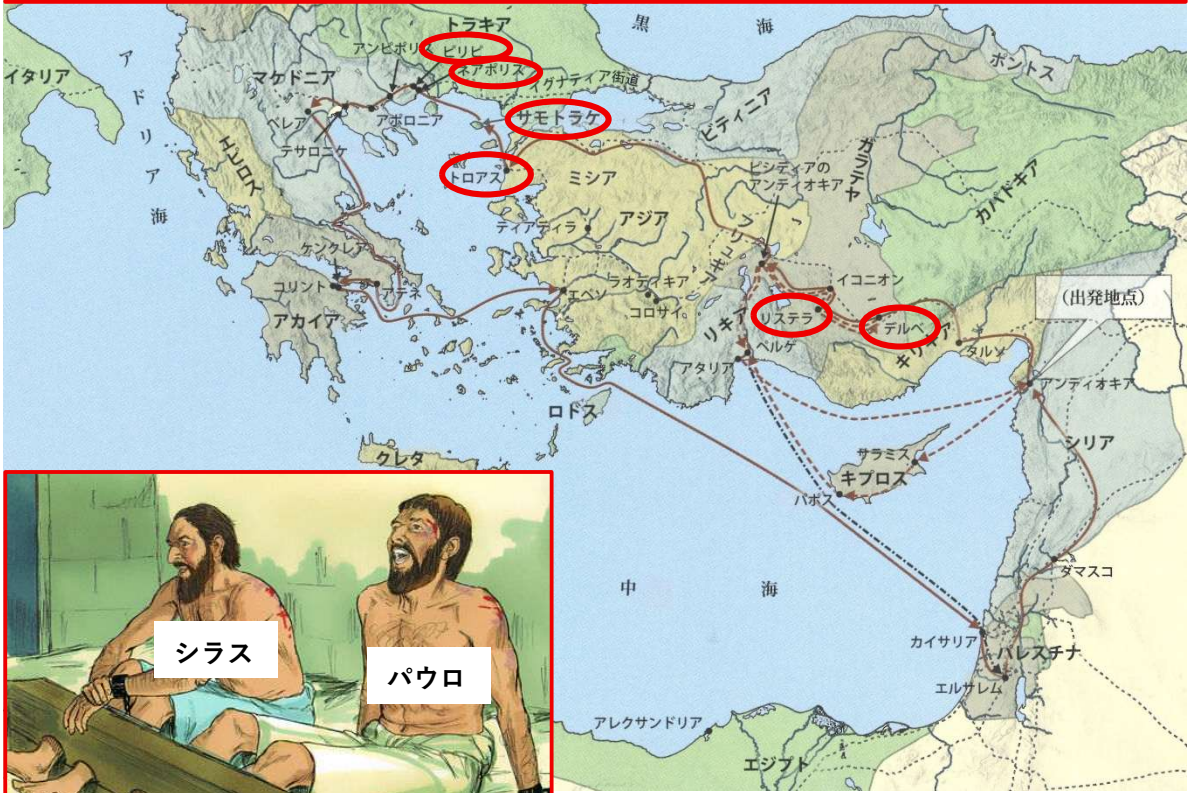 黒海
トラキア
アドリア海
イタリア
アンピポリス
ピリピ
ネアポリス
イグナティア街道
マケドニア
ポントス
ビティニア
サモトラケ
アポロニア
ベレア
テサロニケ
エピロス
トロアス
ミシア
ピシディアの
アンティオキア
ガラテヤ
カパドキア
フリュギア
アジア
ティアティラ
ケンクレア
コリント
アテネ
アカイア
エペソ
ラオディキア
コロサイ
イコニオン
リステラ
デルベ
(出発地点)
リキア
キリキア
タルソ
ペルゲ
アタリア
アンティオキア
ロドス
シリア
クレタ
サラミス
キプロス
パポス
ダマスコ
中海
カイサリア
パレスチナ
エルサレム
アレクサンドリア
エジプト
シラス
パウロ